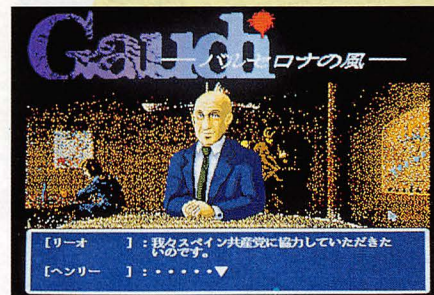 Gaudi
バルセロナの風
[リーオ　　] : 我々スペイン共産党に協力していただきた
いのです。
[ヘンリー　] : ・・・・・▼